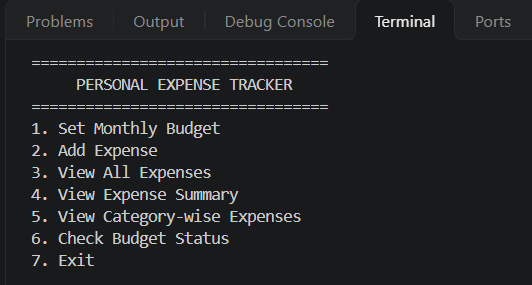 Problems Output Debug Console Terminal Ports
=================================
PERSONAL EXPENSE TRACKER
=================================
1. Set Monthly Budget
2. Add Expense
3. View All Expenses
4. View Expense Summary
5. View Category-wise Expenses
6. Check Budget Status
7. Exit